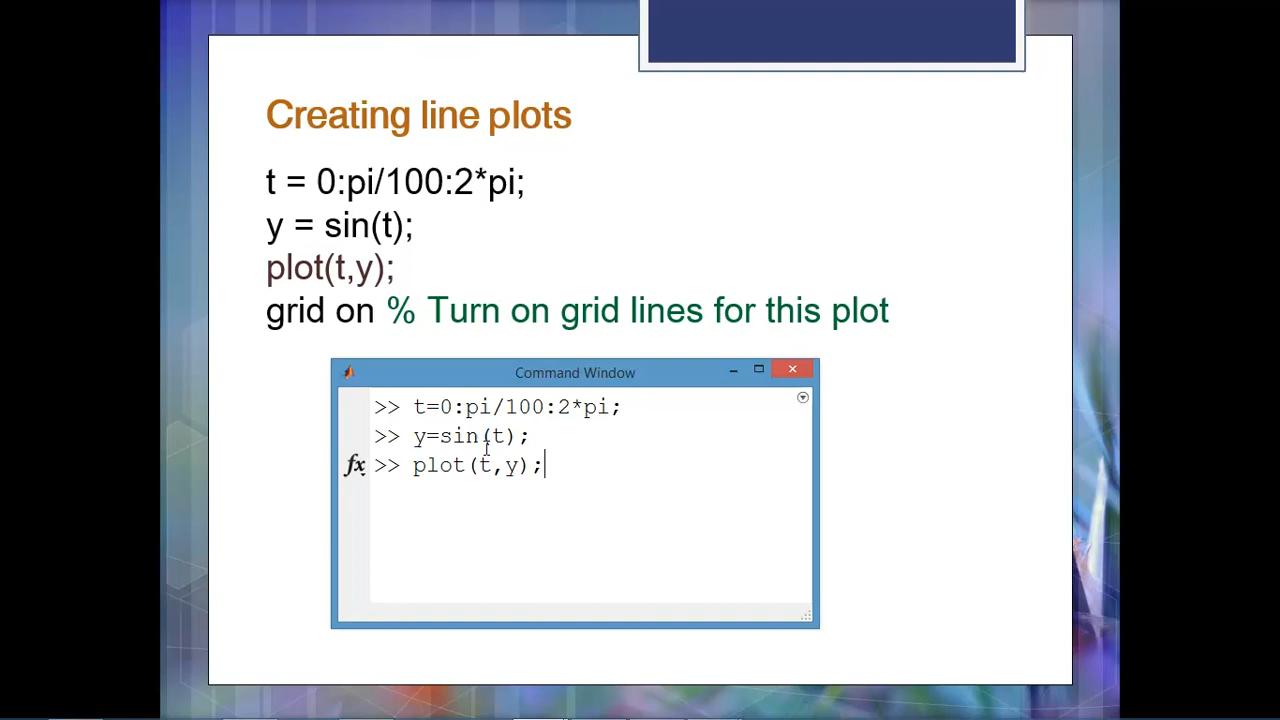 Creating line plots
t = 0:pi/100:2*pi;
y = sin(t);
plot(t,y);
grid on % Turn on grid lines for this plot
Command Window
>> t=0:pi/100:2*pi;
>> y=sin(t);
fx >> plot(t,y);